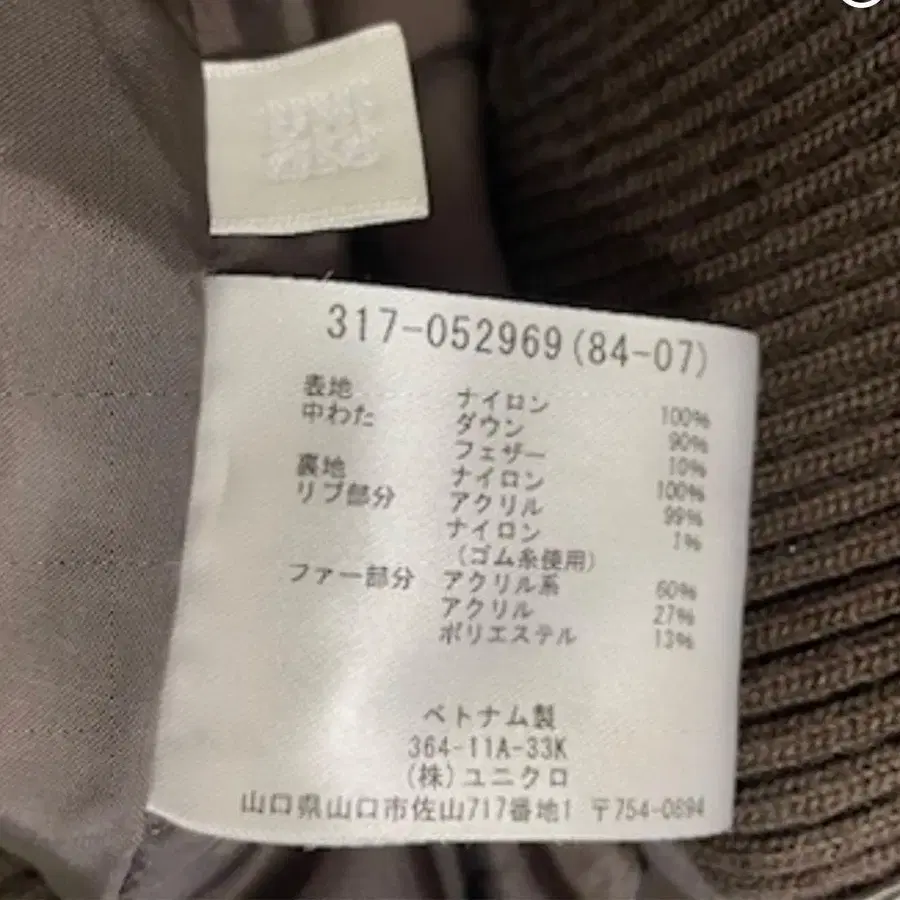 317-052969(84-07)
表地 ナイロン 100%
中わた ダウン 90%
フェザー 10%
裏地 ナイロン 100%
リブ部分 アクリル 99%
ナイロン 1%
(ゴム糸使用)
ファー部分 アクリル系 60%
アクリル 27%
ポリエステル 13%
ベトナム製
364-11A-33K
(株)ユニクロ
山口県山口市佐山717番地1 〒754-0894